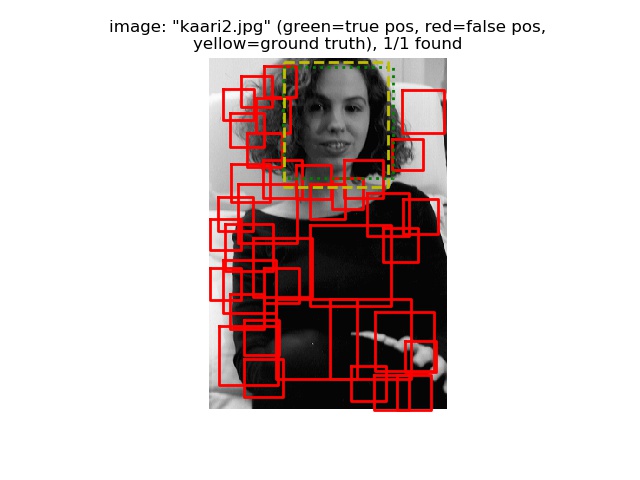 image: "kaari2.jpg" (green=true pos, red=false pos,
yellow=ground truth), 1/1 found